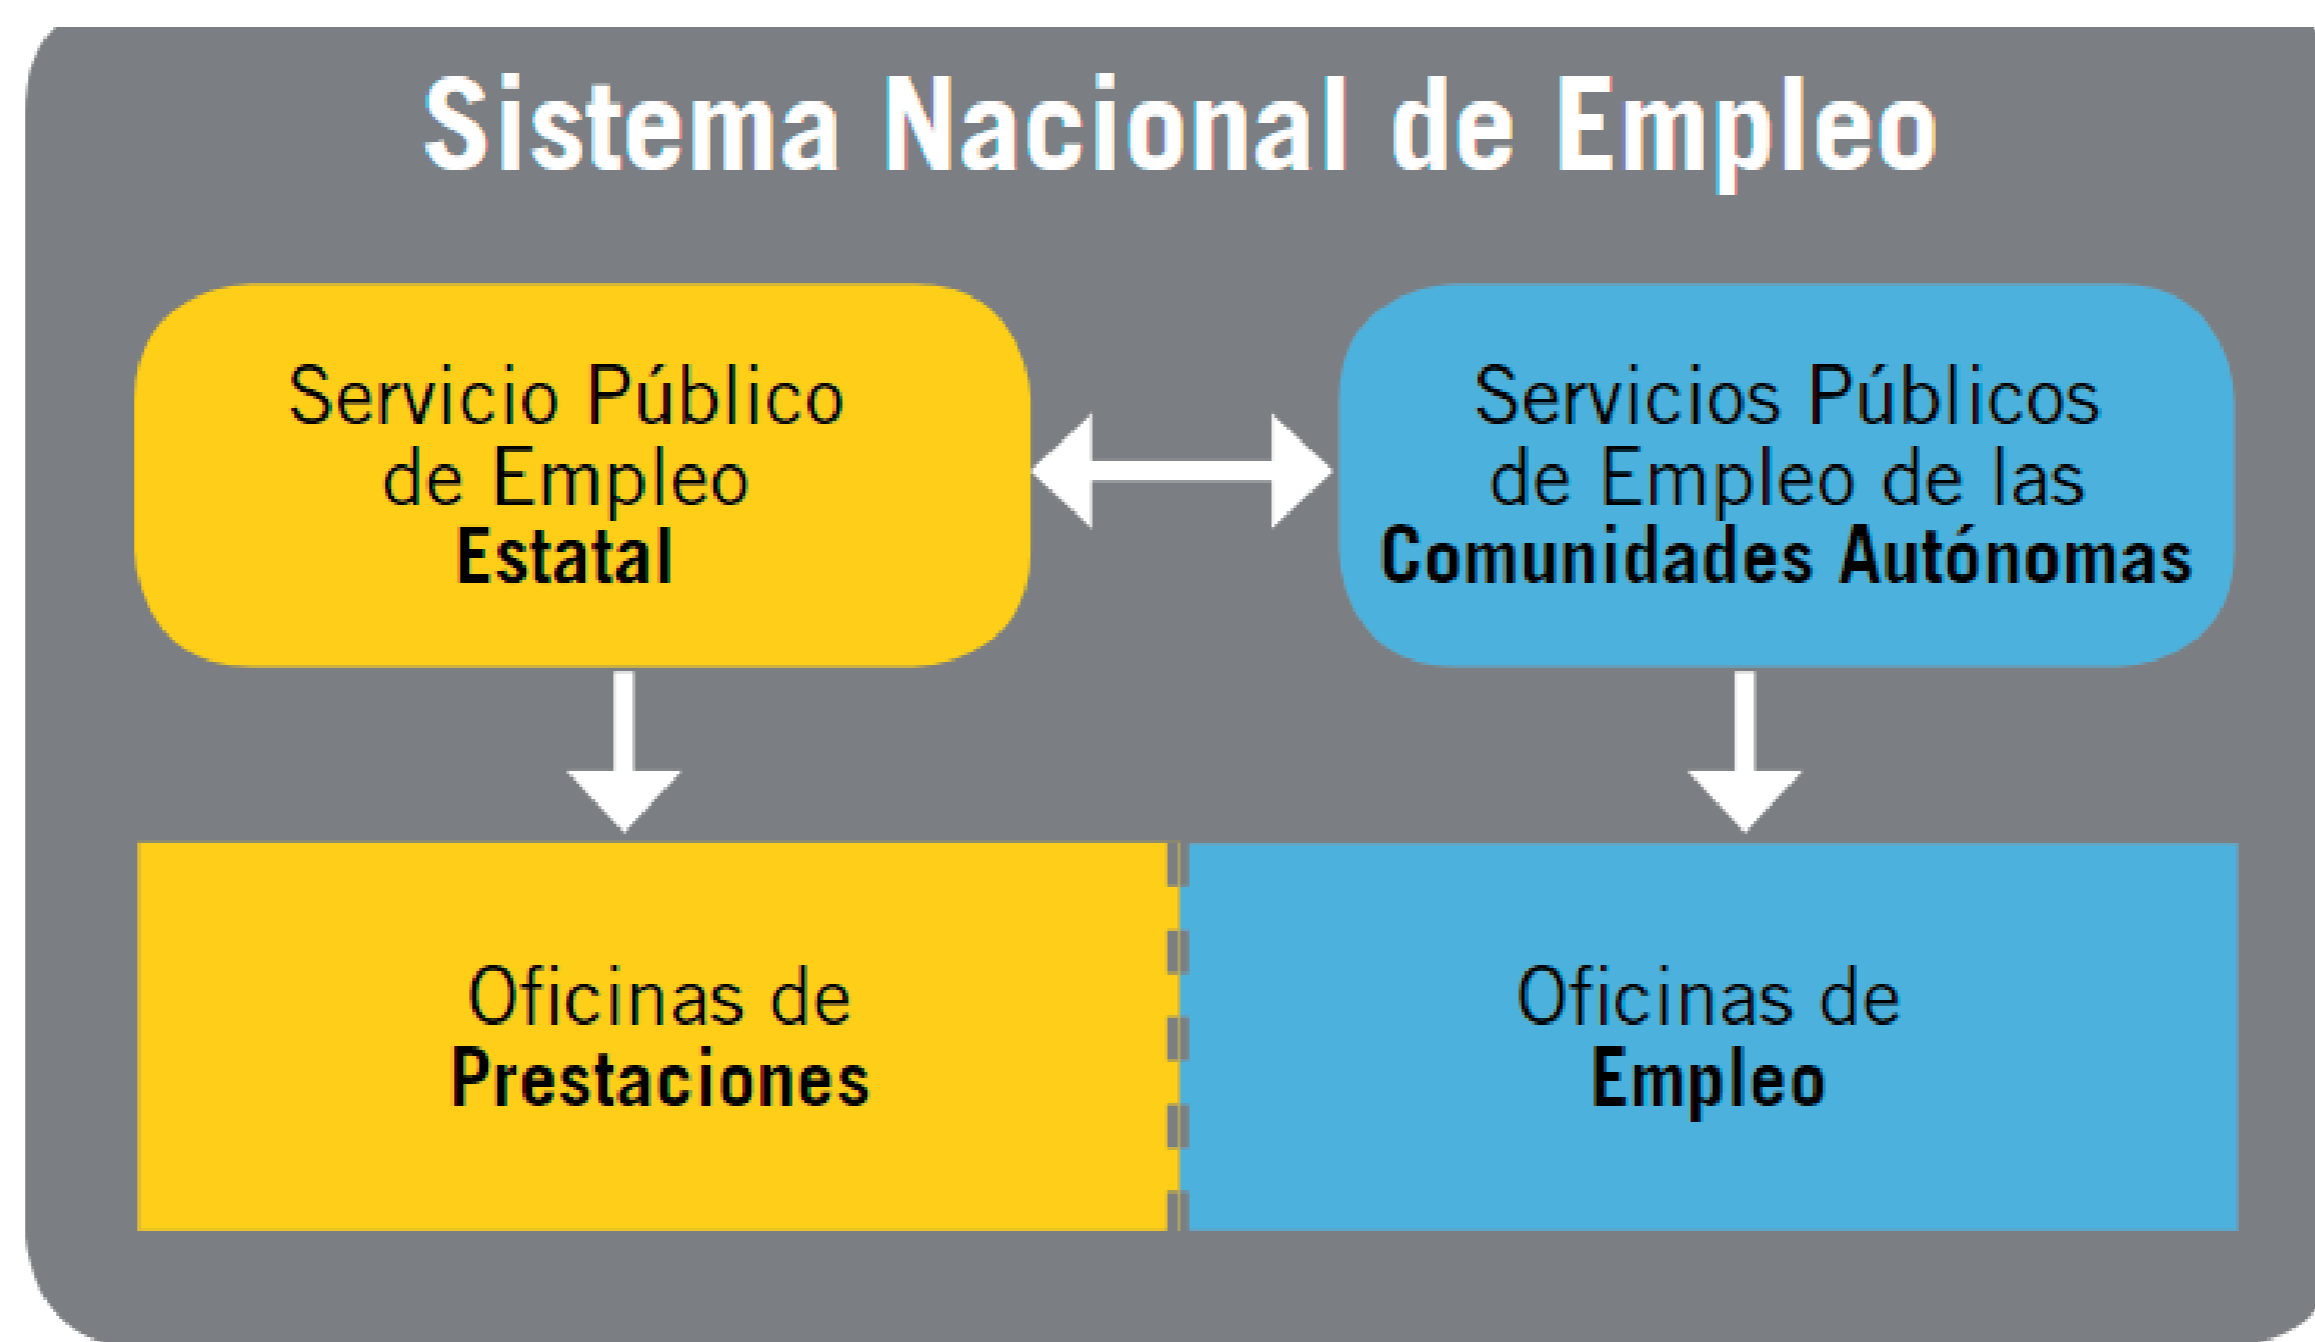 Sistema Nacional de Empleo
Servicio Público
de Empleo
Estatal
Servicios Públicos
de Empleo de las
Comunidades Autónomas
Oficinas de
Prestaciones
Oficinas de
Empleo